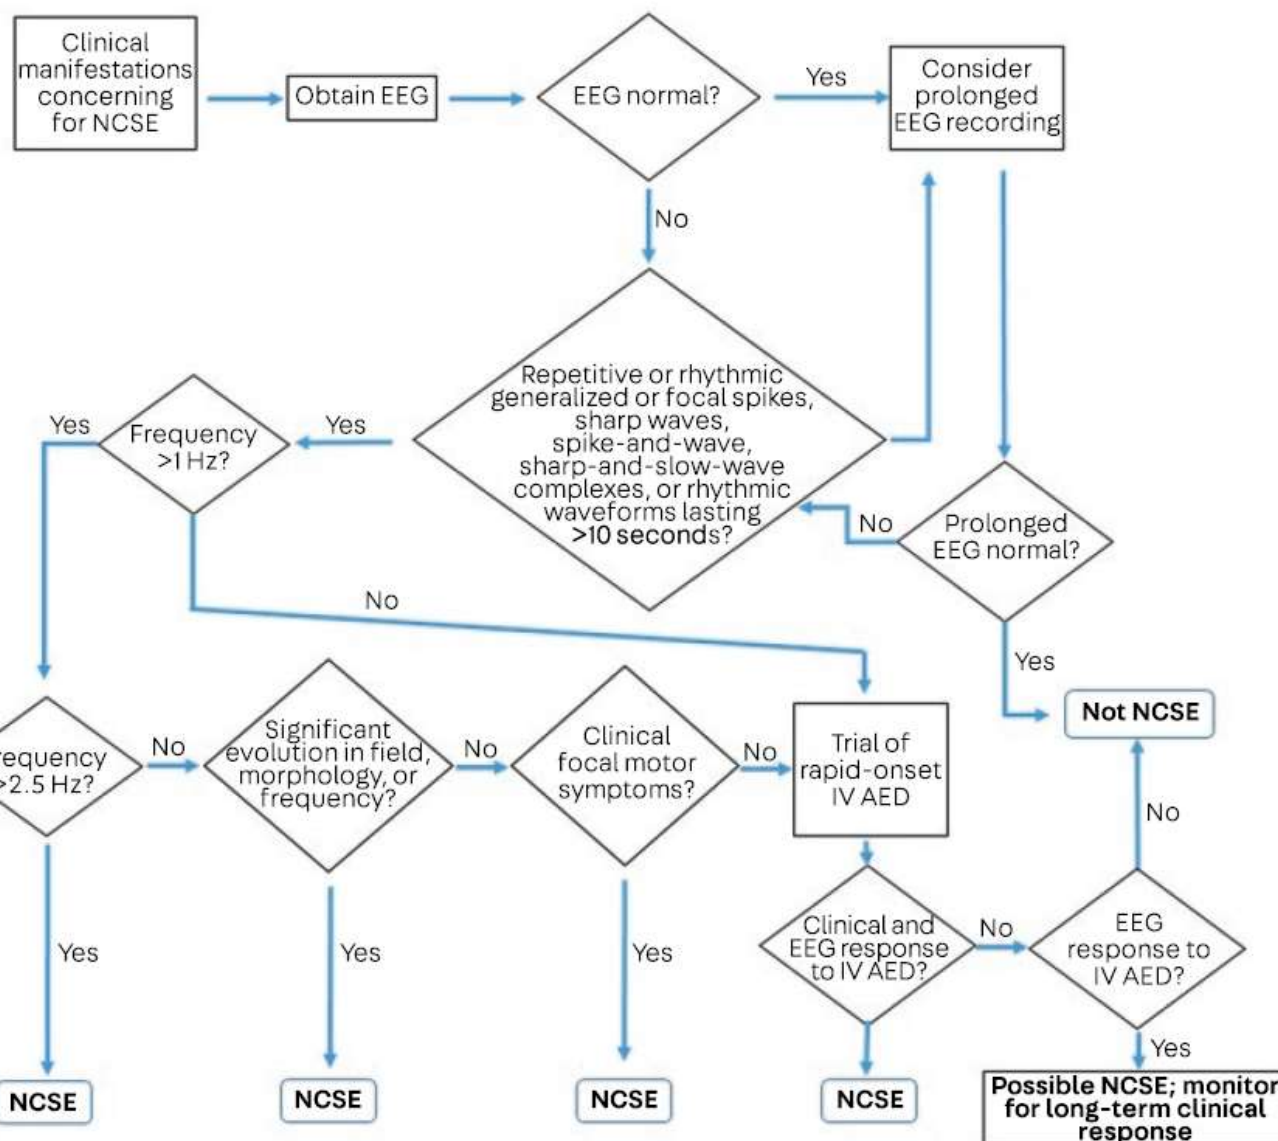 Clinical
manifestations
concerning
for NCSE
Obtain EEG
EEG normal?
Yes
Consider
prolonged
EEG recording
No
Repetitive or rhythmic
generalized or focal spikes,
sharp waves,
spike-and-wave,
sharp-and-slow-wave
complexes, or rhythmic
waveforms lasting
>10 seconds?
Yes
Frequency
>1 Hz?
Yes
No
Prolonged
EEG normal?
No
Yes
Not NCSE
requency
>2.5 Hz?
No
Significant
evolution in field,
morphology, or
frequency?
No
Clinical
focal motor
symptoms?
No
Trial of
rapid-onset
IV AED
No
Yes
Yes
Yes
Clinical and
EEG response
to IV AED?
No
EEG
response to
IV AED?
Yes
NCSE
NCSE
NCSE
NCSE
Possible NCSE; monitor
for long-term clinical
response